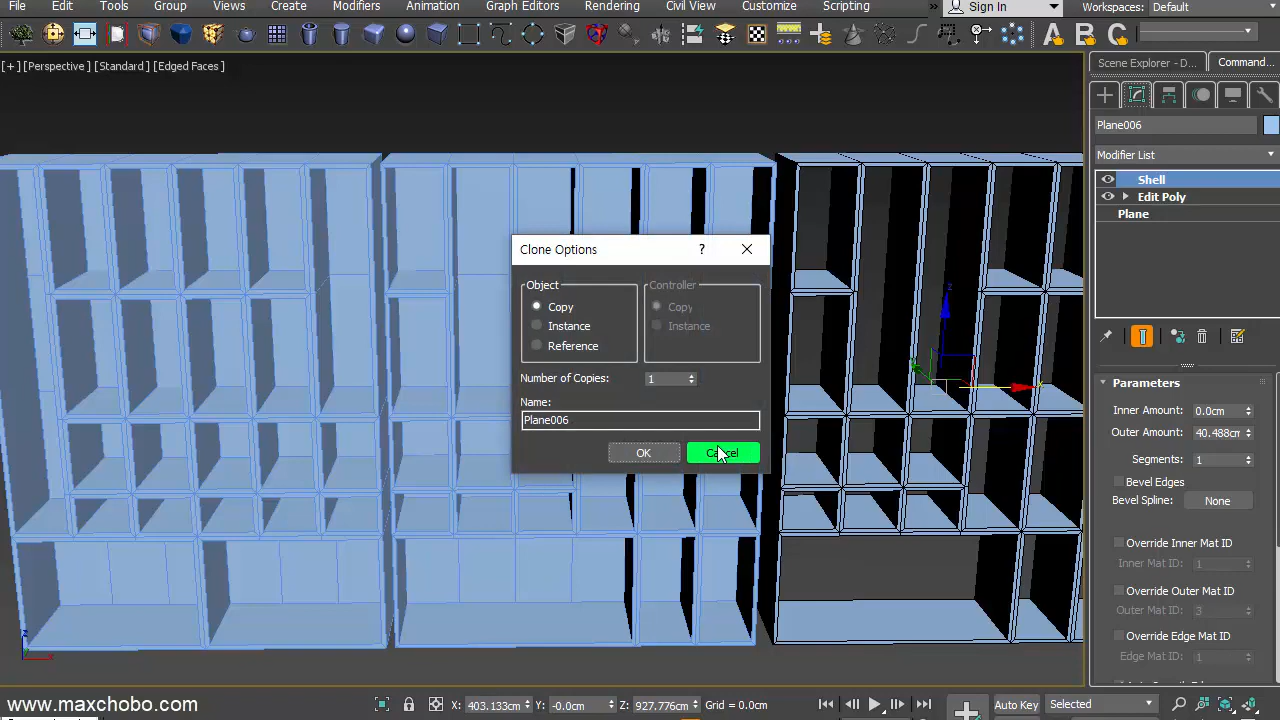 File Edit Tools Group Views Create Modifiers Animation Graph Editors Rendering Civil View Customize Scripting » Sign In Workspaces: Default
[+] [Perspective] [Standard] [Edged Faces]
Scene Explorer - D... Command...
Plane006
Modifier List
Shell
Edit Poly
Plane
Clone Options ? ×
Object
Copy
Instance
Reference
Controller
Copy
Instance
Number of Copies: 1
Name:
Plane006
OK Cancel
Parameters
Inner Amount: 0.0cm
Outer Amount: 40.488cm
Segments: 1
Bevel Edges
Bevel Spline: None
Override Inner Mat ID
Inner Mat ID: 1
Override Outer Mat ID
Outer Mat ID: 3
Override Edge Mat ID
Edge Mat ID: 1
www.maxchobo.com
X: 403.133cm Y: -0.0cm Z: 927.776cm Grid = 0.0cm Auto Key Selected